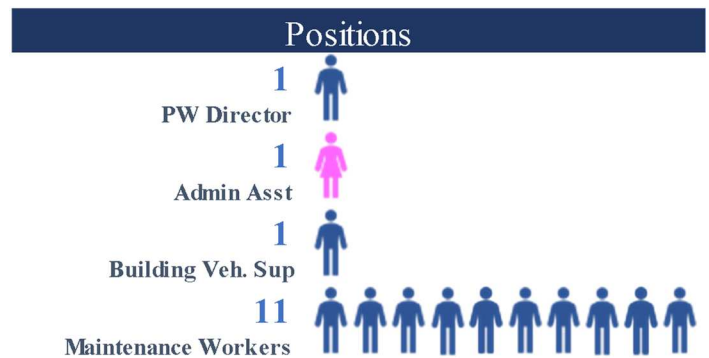 Positions
1
PW Director
1
Admin Asst
1
Building Veh. Sup
11
Maintenance Workers